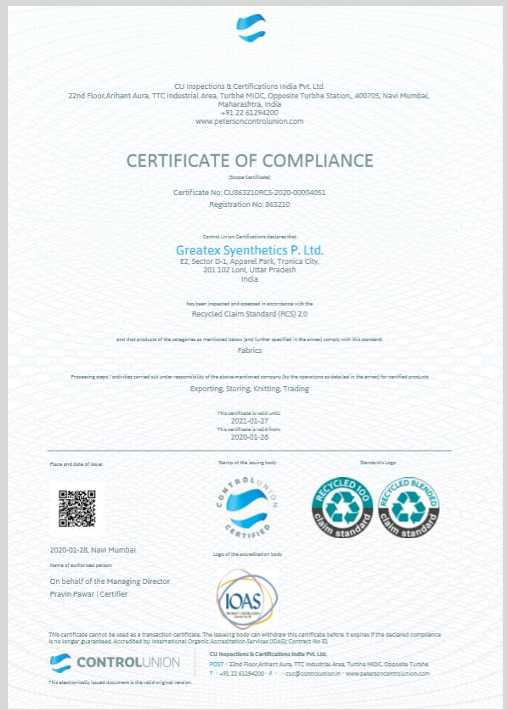 CU Inspections & Certifications India Pvt. Ltd.
22nd Floor,Arihant Aura, TTC Industrial Area, Turbhe MIDC, Opposite Turbhe Station,, 400705, Navi Mumbai,
Maharashtra, India
+91 22 61294200
www.petersoncontrolunion.com
CERTIFICATE OF COMPLIANCE
(Scope Certificate)
Certificate No: CU863210RCS-2020-00004051
Registration No: 863210
Control Union Certifications declares that
Greatex Syenthetics P. Ltd.
E2, Sector D-1, Apparel Park, Tronica City,
201 102 Loni, Uttar Pradesh
India
has been inspected and assessed in accordance with the
Recycled Claim Standard (RCS) 2.0
and that products of the categories as mentioned below (and further specified in the annex) comply with this standard
Fabrics
Processing steps / activities carried out under responsibility of the above-mentioned company (by the operations as detailed in the annex) for certified products
Exporting, Storing, Knitting, Trading
This certificate is valid until:
2021-01-27
This certificate is valid from:
2020-01-28
Place and date of issue:
Stamp of the issuing body
Standard's Logo
CONTROLUNION
CERTIFIED
RECYCLED 100
claim standard
RECYCLED BLENDED
claim standard
2020-01-28, Navi Mumbai
Name of authorised person:
On behalf of the Managing Director
Pravin Pawar | Certifier
Logo of the accreditation body
IOAS
This certificate cannot be used as a transaction certificate. The issuing body can withdraw this certificate before it expires if the declared compliance
is no longer guaranteed. Accredited by: International Organic Accreditation Services (IOAS); Contract No 81
CONTROLUNION
CU Inspections & Certifications India Pvt. Ltd.
POST · 22nd Floor,Arihant Aura, TTC Industrial Area, Turbhe MIDC, Opposite Turbhe
T · +91 22 61294200 · F · · cuc@controlunion.in · www.petersoncontrolunion.com
This electronically issued document is the valid original version.